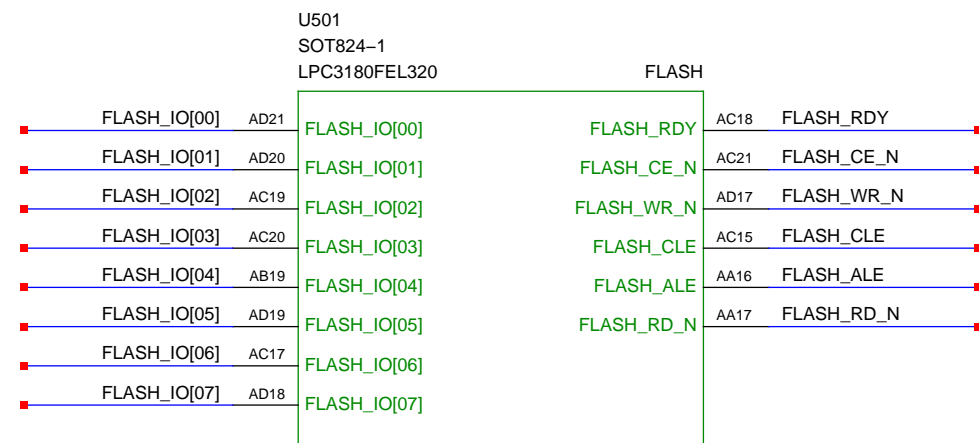 U501
SOT824–1
LPC3180FEL320 FLASH
FLASH_IO[00] AD21 FLASH_IO[00] FLASH_RDY AC18 FLASH_RDY
FLASH_IO[01] AD20 FLASH_IO[01] FLASH_CE_N AC21 FLASH_CE_N
FLASH_IO[02] AC19 FLASH_IO[02] FLASH_WR_N AD17 FLASH_WR_N
FLASH_IO[03] AC20 FLASH_IO[03] FLASH_CLE AC15 FLASH_CLE
FLASH_IO[04] AB19 FLASH_IO[04] FLASH_ALE AA16 FLASH_ALE
FLASH_IO[05] AD19 FLASH_IO[05] FLASH_RD_N AA17 FLASH_RD_N
FLASH_IO[06] AC17 FLASH_IO[06]
FLASH_IO[07] AD18 FLASH_IO[07]